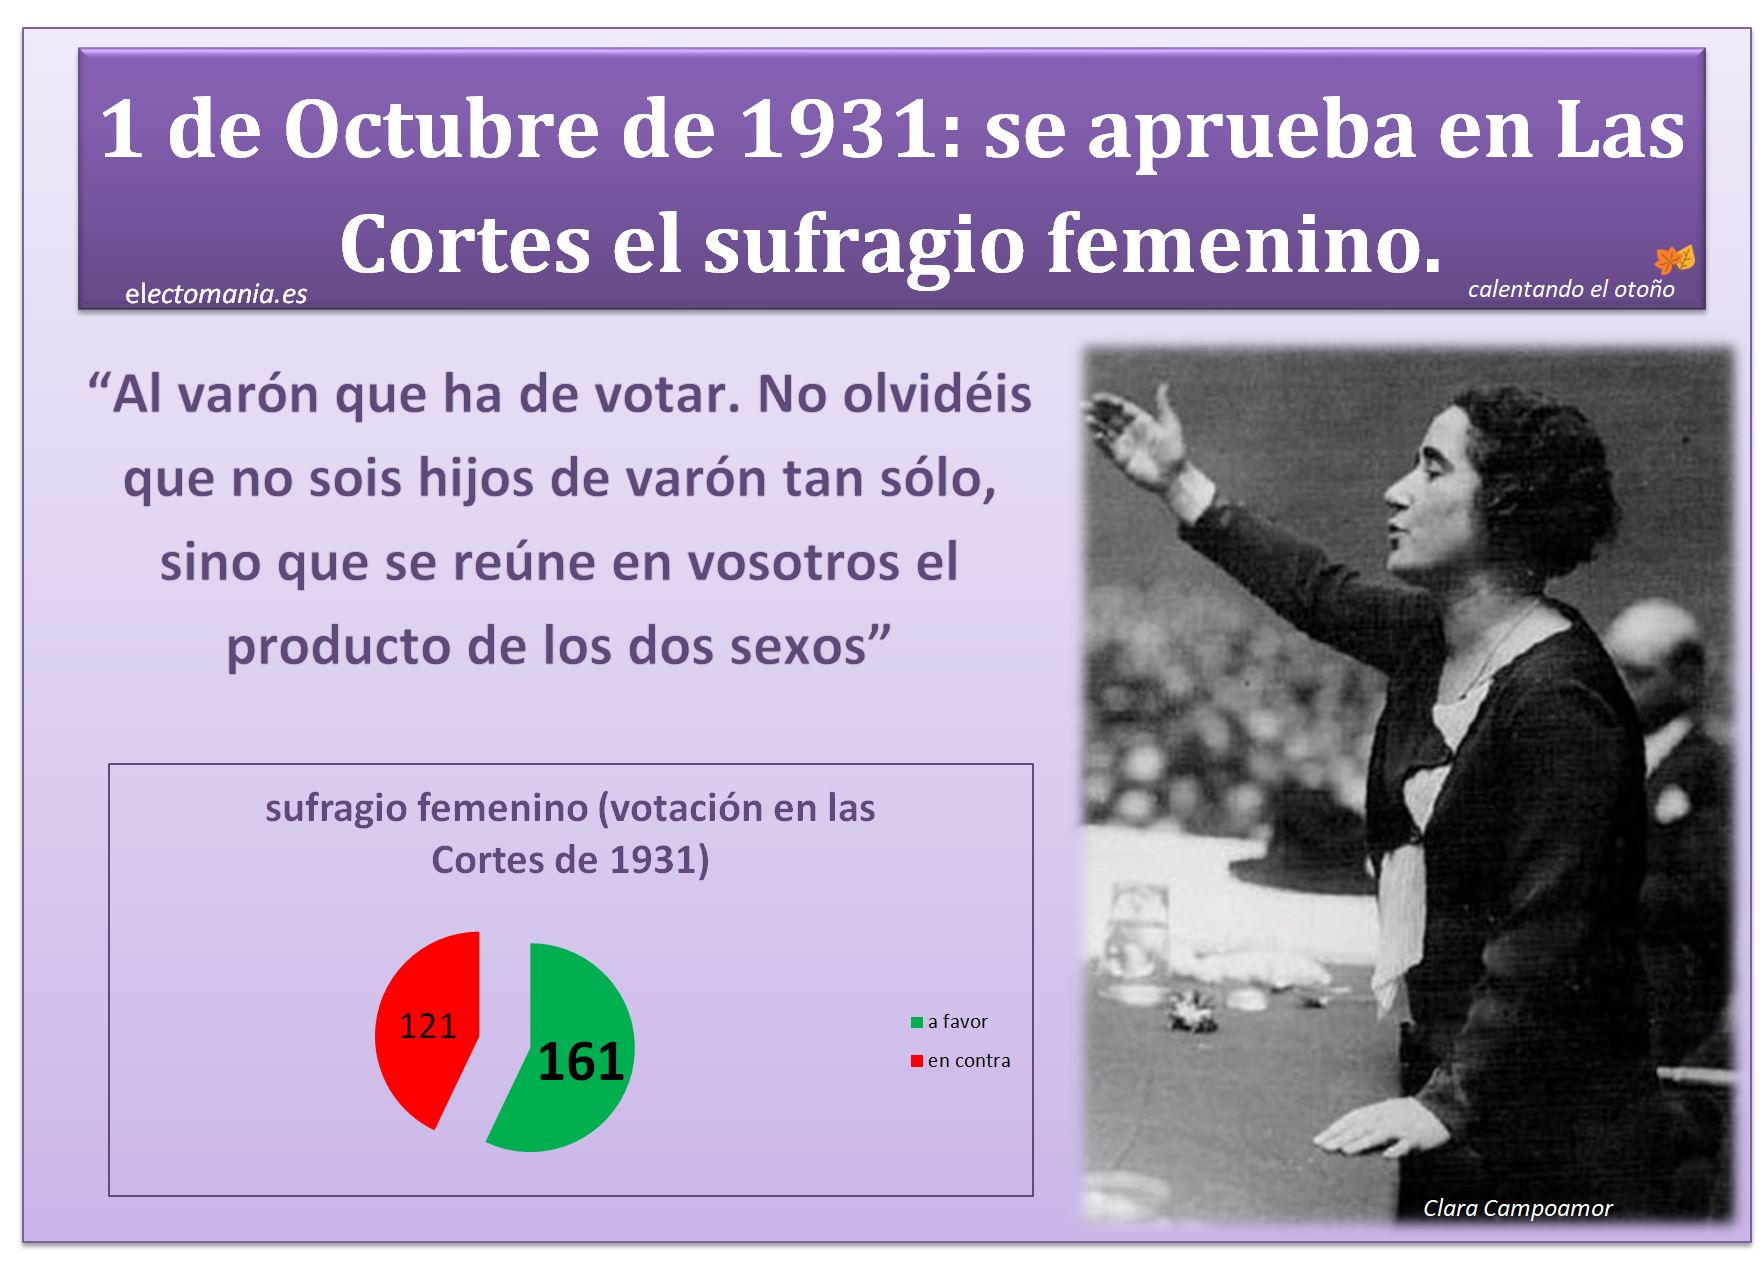 1 de Octubre de 1931: se aprueba en Las
Cortes el sufragio femenino.
electomania.es
calentando el otoño
“Al varón que ha de votar. No olvidéis
que no sois hijos de varón tan sólo,
sino que se reúne en vosotros el
producto de los dos sexos”
sufragio femenino (votación en las
Cortes de 1931)
121
161
a favor
en contra
Clara Campoamor